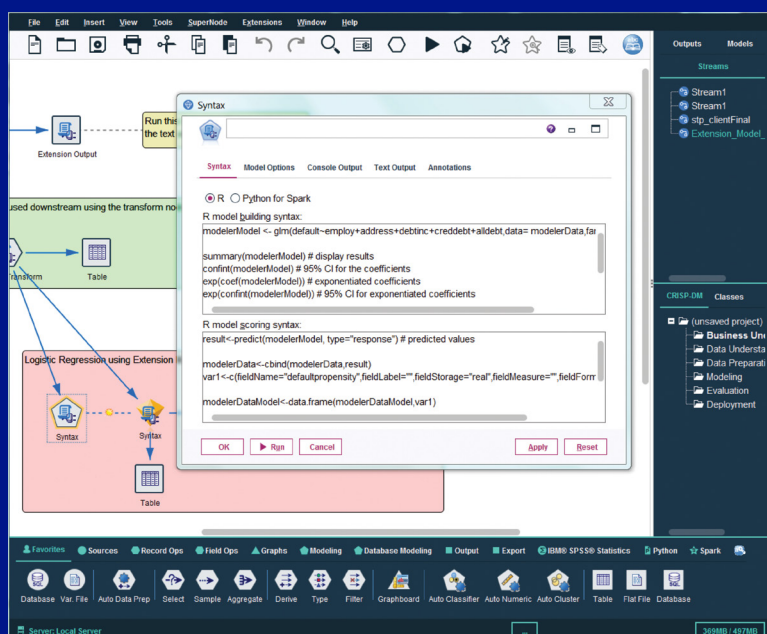 File Edit Insert View Tools SuperNode Extensions Window Help
Outputs Models
Streams
Stream1
Stream1
stp_clientFinal
Extension_Model_
Run this
the text
Extension Output
used downstream using the transform no
Transform
Table
Logistic Regression using Extension
Syntax
Syntax
Table
Syntax
Syntax Model Options Console Output Text Output Annotations
R Python for Spark
R model building syntax:
modelerModel <- glm(default~employ+address+debtinc+creddebt+alldebt,data= modelerData,far
summary(modelerModel) # display results
confint(modelerModel) # 95% CI for the coefficients
exp(coef(modelerModel)) # exponentiated coefficients
exp(confint(modelerModel)) # 95% CI for exponentiated coefficients
R model scoring syntax:
result<-predict(modelerModel, type="response") # predicted values
modelerData<-cbind(modelerData,result)
var1<-c(fieldName="defaultpropensity",fieldLabel="",fieldStorage="real",fieldMeasure="",fieldForm
modelerDataModel<-data.frame(modelerDataModel,var1)
OK Run Cancel Apply Reset
CRISP-DM Classes
(unsaved project)
Business Un
Data Understa
Data Preparati
Modeling
Evaluation
Deployment
Favorites Sources Record Ops Field Ops Graphs Modeling Database Modeling Output Export IBM® SPSS® Statistics Python Spark
Database Var. File Auto Data Prep Select Sample Aggregate Derive Type Filter Graphboard Auto Classifier Auto Numeric Auto Cluster Table Flat File Database
Server: Local Server
369MB / 497MB